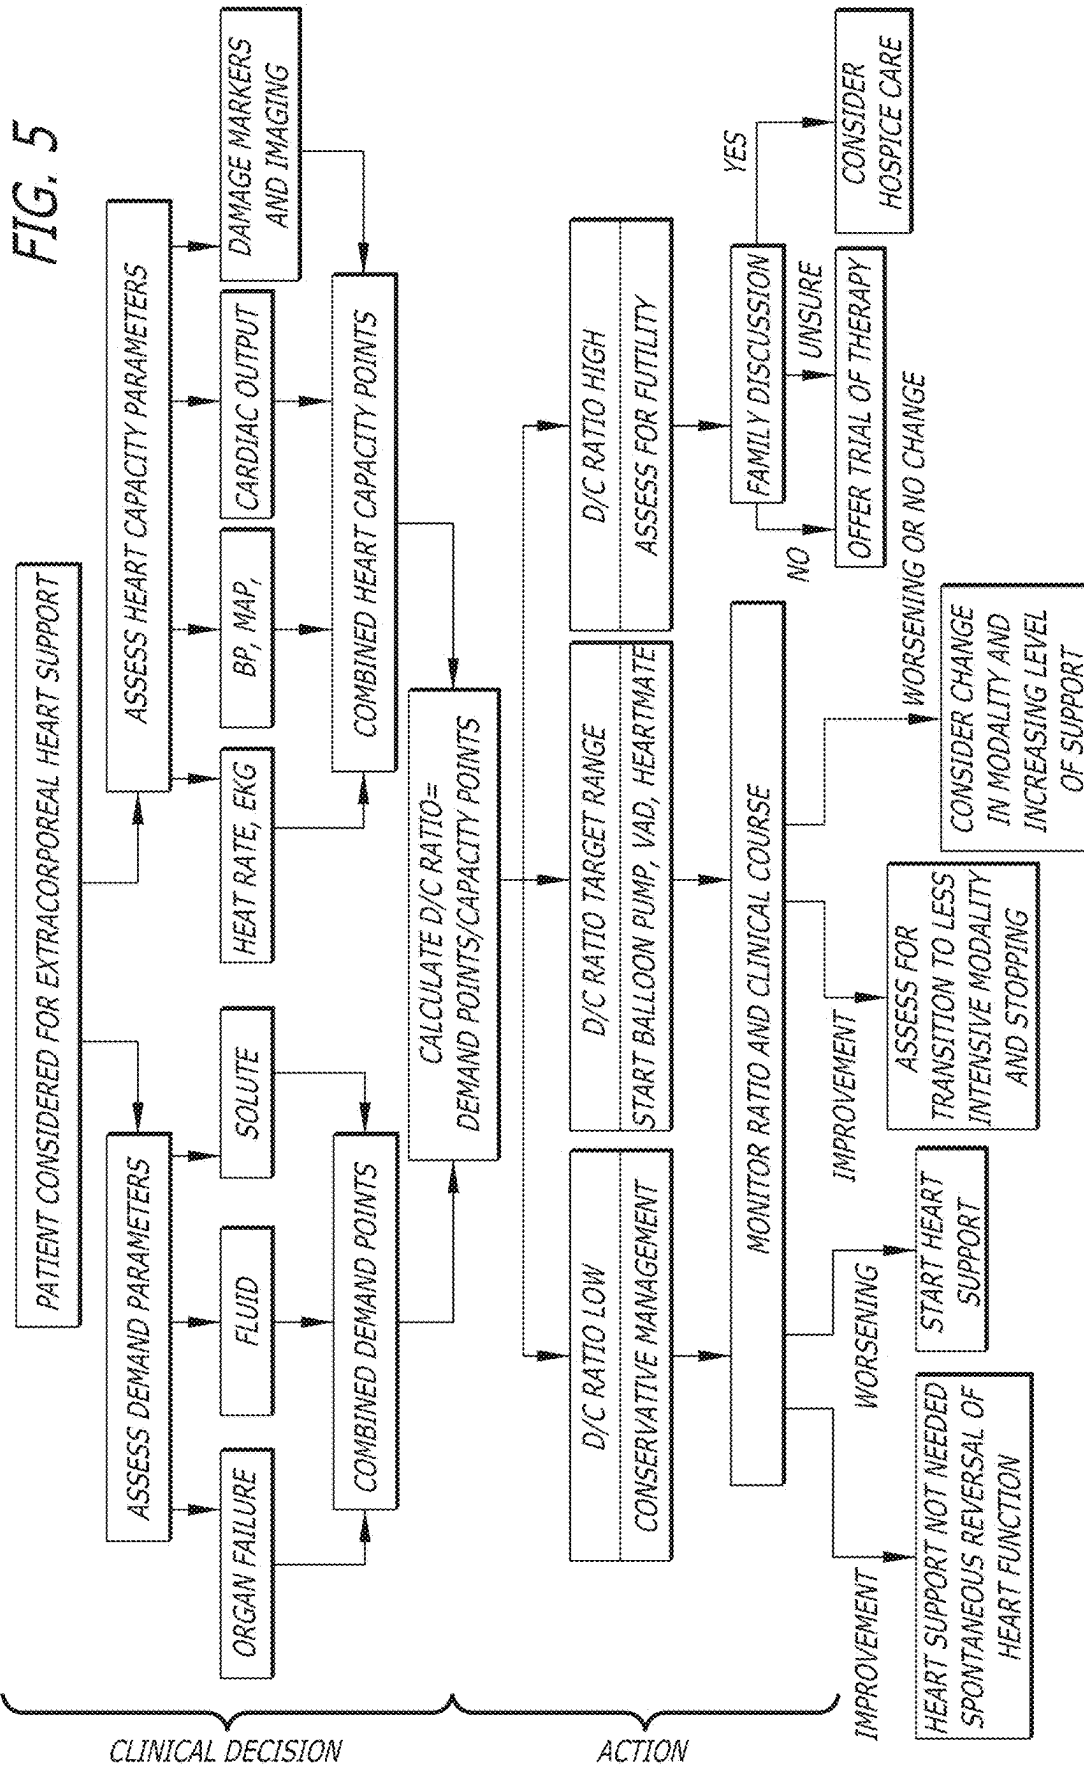 FIG. 5
PATIENT CONSIDERED FOR EXTRACORPOREAL HEART SUPPORT
ASSESS DEMAND PARAMETERS
ASSESS HEART CAPACITY PARAMETERS
ORGAN FAILURE
FLUID
SOLUTE
HEAT RATE, EKG
BP, MAP,
CARDIAC OUTPUT
DAMAGE MARKERS
AND IMAGING
COMBINED DEMAND POINTS
COMBINED HEART CAPACITY POINTS
CALCULATE D/C RATIO=
DEMAND POINTS/CAPACITY POINTS
CLINICAL DECISION
ACTION
D/C RATIO LOW
CONSERVATIVE MANAGEMENT
D/C RATIO TARGET RANGE
START BALLOON PUMP, VAD, HEARTMATE
D/C RATIO HIGH
ASSESS FOR FUTILITY
MONITOR RATIO AND CLINICAL COURSE
FAMILY DISCUSSION
NO
UNSURE
YES
OFFER TRIAL OF THERAPY
CONSIDER
HOSPICE CARE
IMPROVEMENT
WORSENING
IMPROVEMENT
WORSENING OR NO CHANGE
HEART SUPPORT NOT NEEDED
SPONTANEOUS REVERSAL OF
HEART FUNCTION
START HEART
SUPPORT
ASSESS FOR
TRANSITION TO LESS
INTENSIVE MODALITY
AND STOPPING
CONSIDER CHANGE
IN MODALITY AND
INCREASING LEVEL
OF SUPPORT